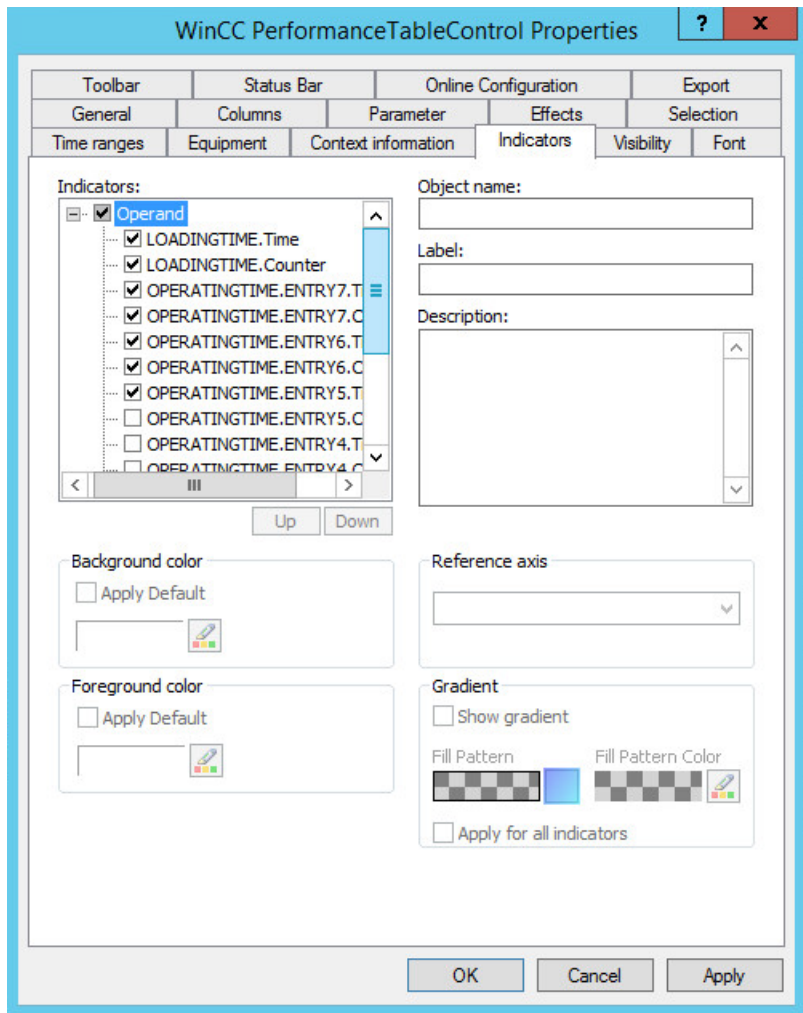 WinCC PerformanceTableControl Properties ? x
Toolbar Status Bar Online Configuration Export
General Columns Parameter Effects Selection
Time ranges Equipment Context information Indicators Visibility Font
Indicators:
Operand
LOADINGTIME.Time
LOADINGTIME.Counter
OPERATINGTIME.ENTRY7.T
OPERATINGTIME.ENTRY7.C
OPERATINGTIME.ENTRY6.T
OPERATINGTIME.ENTRY6.C
OPERATINGTIME.ENTRY5.T
OPERATINGTIME.ENTRY5.C
OPERATINGTIME.ENTRY4.T
OPERATINGTIME.ENTRY4.C
Up Down
Object name:
Label:
Description:
Background color
Apply Default
Reference axis
Foreground color
Apply Default
Gradient
Show gradient
Fill Pattern Fill Pattern Color
Apply for all indicators
OK Cancel Apply